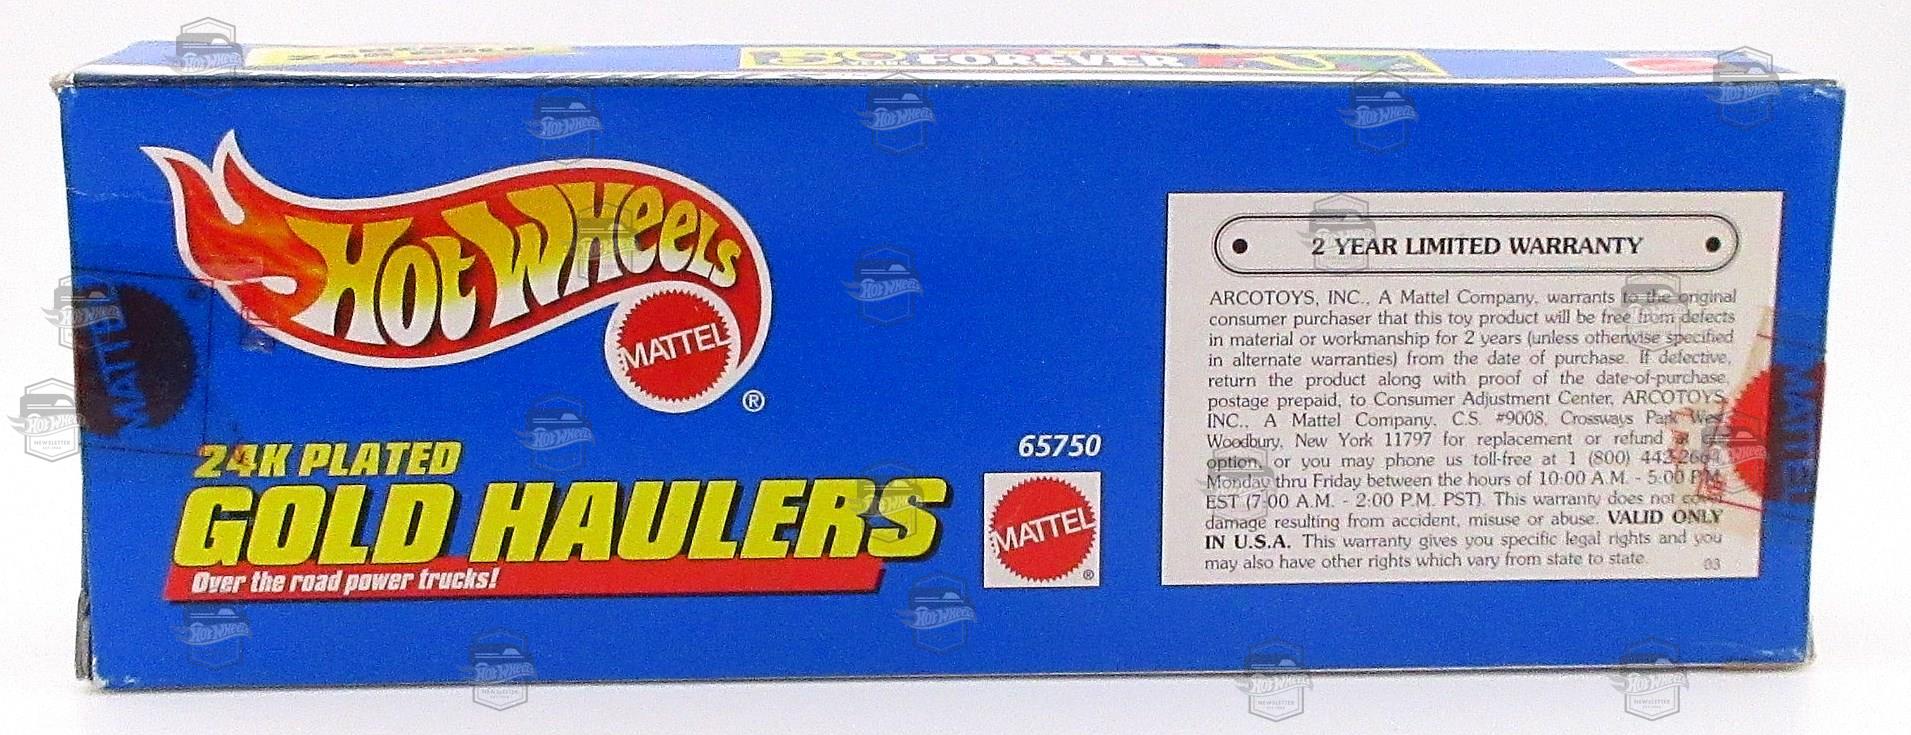 FOREVER
HOT WHEELS
MATTEL
®
24K PLATED
GOLD HAULERS
Over the road power trucks!
65750
MATTEL
®
2 YEAR LIMITED WARRANTY
ARCOTOYS, INC., A Mattel Company, warrants to the original
consumer purchaser that this toy product will be free from defects
in material or workmanship for 2 years (unless otherwise specified
in alternate warranties) from the date of purchase. If defective,
return the product along with proof of the date-of-purchase,
postage prepaid, to Consumer Adjustment Center, ARCOTOYS,
INC., A Mattel Company, C.S. #9008, Crossways Park West,
Woodbury, New York 11797 for replacement or refund
option, or you may phone us toll-free at 1 (800)
Monday thru Friday between the hours of 10:00 A.M. - 5:00 P.M.
EST (7:00 A.M. - 2:00 P.M. PST). This warranty does not cover
damage resulting from accident, misuse or abuse. VALID ONLY
IN U.S.A. This warranty gives you specific legal rights and you
may also have other rights which vary from state to state.
03
MATTEL
MATTEL